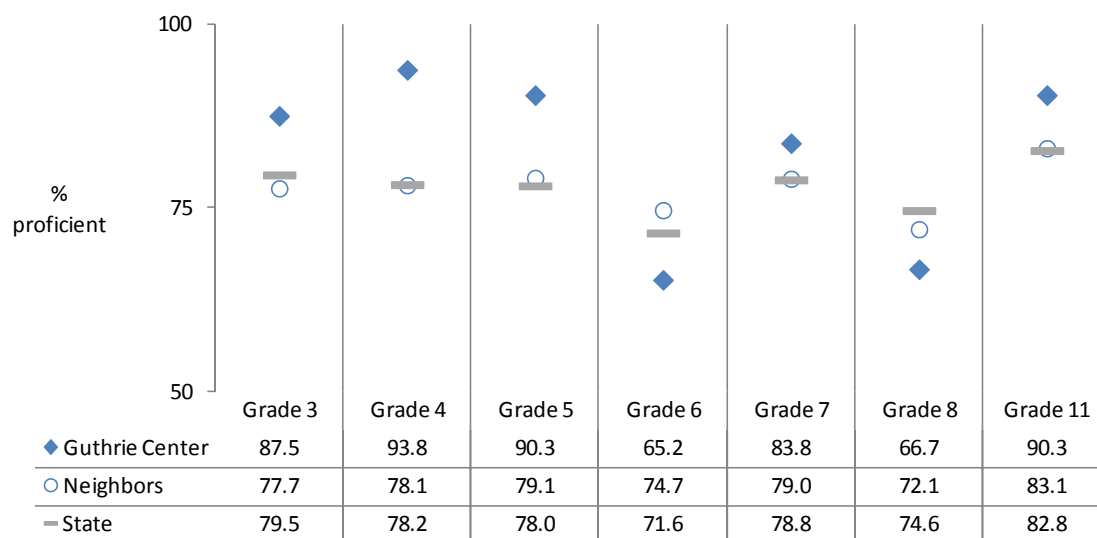 100
75
50
%
proficient
Grade 3 Grade 4 Grade 5 Grade 6 Grade 7 Grade 8 Grade 11
Guthrie Center 87.5 93.8 90.3 65.2 83.8 66.7 90.3
Neighbors 77.7 78.1 79.1 74.7 79.0 72.1 83.1
State 79.5 78.2 78.0 71.6 78.8 74.6 82.8